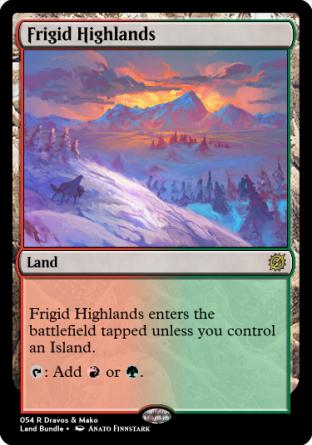 Frigid Highlands
Land
Frigid Highlands enters the
battlefield tapped unless you control
an Island.
: Add or .
054 R Dravos & Mako
Land Bundle • Anato Finnstark